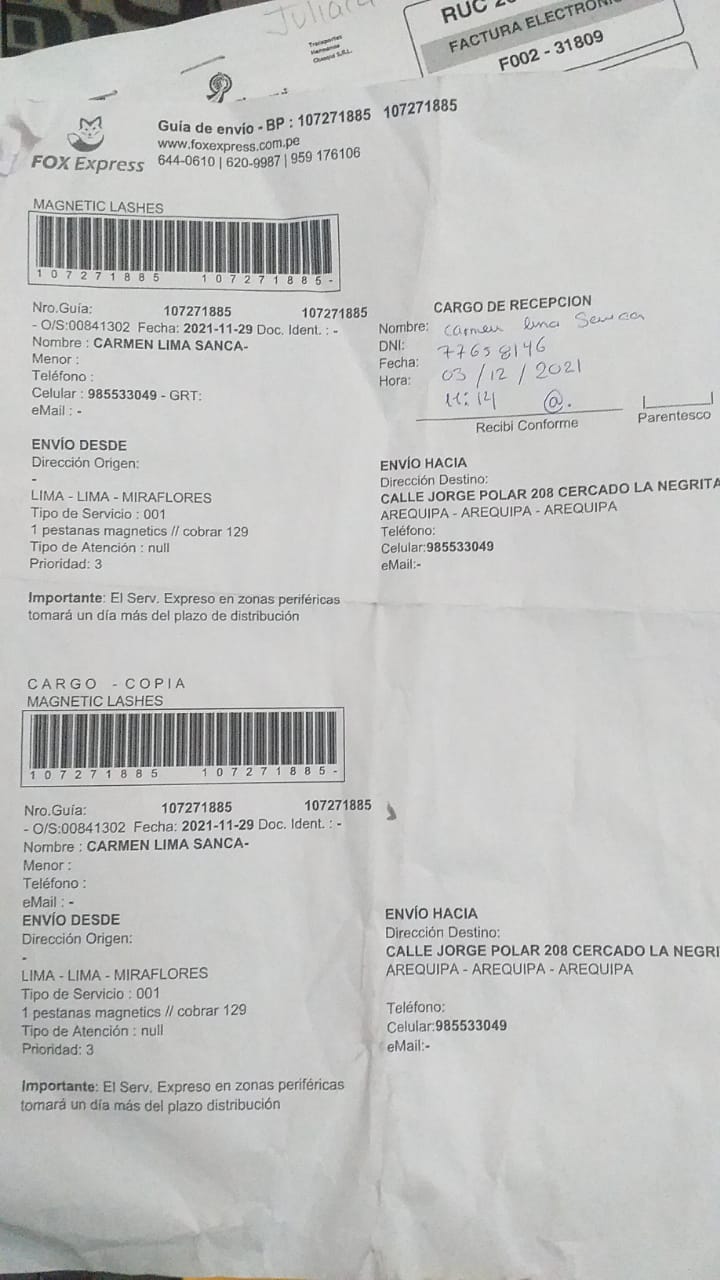 Juliaca
Transportes
Hermanos
S.R.L.
RUC
FACTURA ELECTRONI
F002 - 31809
FOX Express
Guía de envío - BP : 107271885 107271885
www.foxexpress.com.pe
644-0610 | 620-9987 | 959 176106
MAGNETIC LASHES
107271885 107271885-
Nro.Guía: 107271885 107271885
- O/S:00841302 Fecha: 2021-11-29 Doc. Ident. : -
Nombre : CARMEN LIMA SANCA-
Menor :
Teléfono :
Celular : 985533049 - GRT:
eMail : -
CARGO DE RECEPCION
Nombre: Carmen Lima
DNI: 77658146
Fecha: 03/12/2021
Hora: 11:14
Recibi Conforme
Parentesco
ENVÍO DESDE
Dirección Origen:
-
LIMA - LIMA - MIRAFLORES
Tipo de Servicio : 001
1 pestanas magnetics // cobrar 129
Tipo de Atención : null
Prioridad: 3
ENVÍO HACIA
Dirección Destino:
CALLE JORGE POLAR 208 CERCADO LA NEGRITA
AREQUIPA - AREQUIPA - AREQUIPA
Teléfono:
Celular:985533049
eMail:-
Importante: El Serv. Expreso en zonas periféricas
tomará un día más del plazo de distribución
CARGO - COPIA
MAGNETIC LASHES
107271885 107271885-
Nro.Guía: 107271885 107271885
- O/S:00841302 Fecha: 2021-11-29 Doc. Ident. : -
Nombre : CARMEN LIMA SANCA-
Menor :
Teléfono :
eMail : -
ENVÍO DESDE
Dirección Origen:
-
LIMA - LIMA - MIRAFLORES
Tipo de Servicio : 001
1 pestanas magnetics // cobrar 129
Tipo de Atención : null
Prioridad: 3
ENVÍO HACIA
Dirección Destino:
CALLE JORGE POLAR 208 CERCADO LA NEGRI
AREQUIPA - AREQUIPA - AREQUIPA
Teléfono:
Celular:985533049
eMail:-
Importante: El Serv. Expreso en zonas periféricas
tomará un día más del plazo distribución